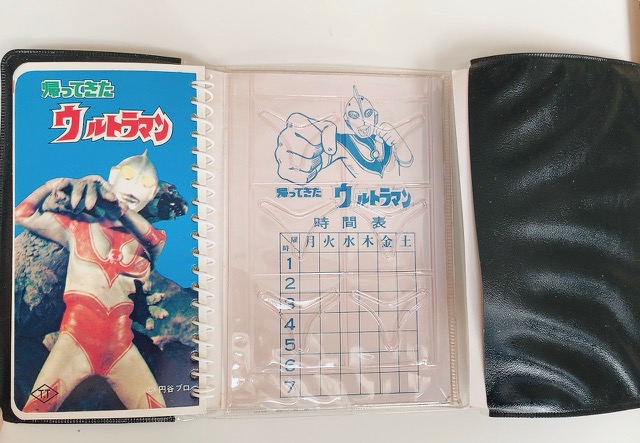 帰ってきた
ウルトラマン
円谷プロ
帰ってきた
ウルトラマン
時間表
曜 月 火 水 木 金 土
時
1
2
3
4
5
6
7